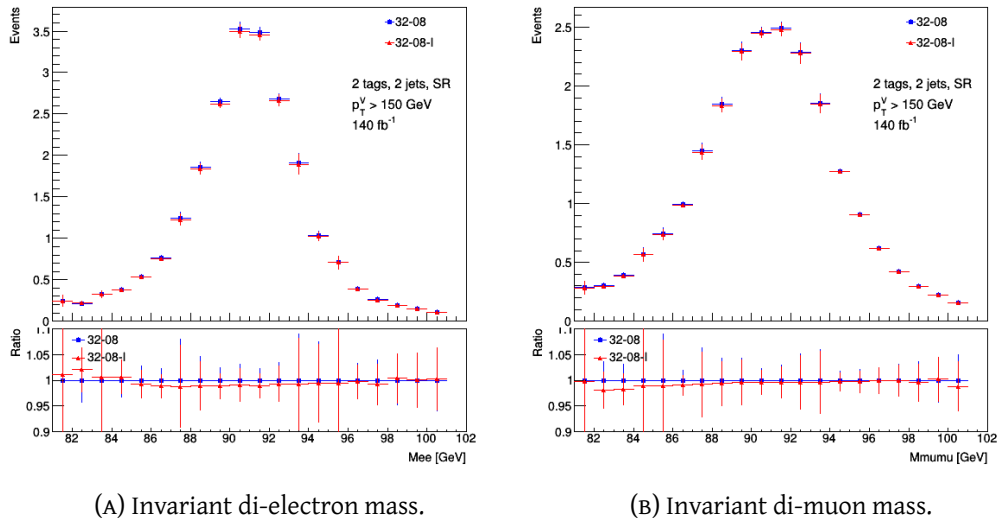 Events
3.5
3
2.5
2
1.5
1
0.5
0
32-08
32-08-I
2 tags, 2 jets, SR
p_T^V > 150 GeV
140 fb⁻¹
Ratio
1.1
1.05
1
0.95
0.9
32-08
32-08-I
82 84 86 88 90 92 94 96 98 100 102
Mee [GeV]
(A) Invariant di-electron mass.
Events
2.5
2
1.5
1
0.5
0
32-08
32-08-I
2 tags, 2 jets, SR
p_T^V > 150 GeV
140 fb⁻¹
Ratio
1.1
1.05
1
0.95
0.9
32-08
32-08-I
82 84 86 88 90 92 94 96 98 100 102
Mmumu [GeV]
(B) Invariant di-muon mass.